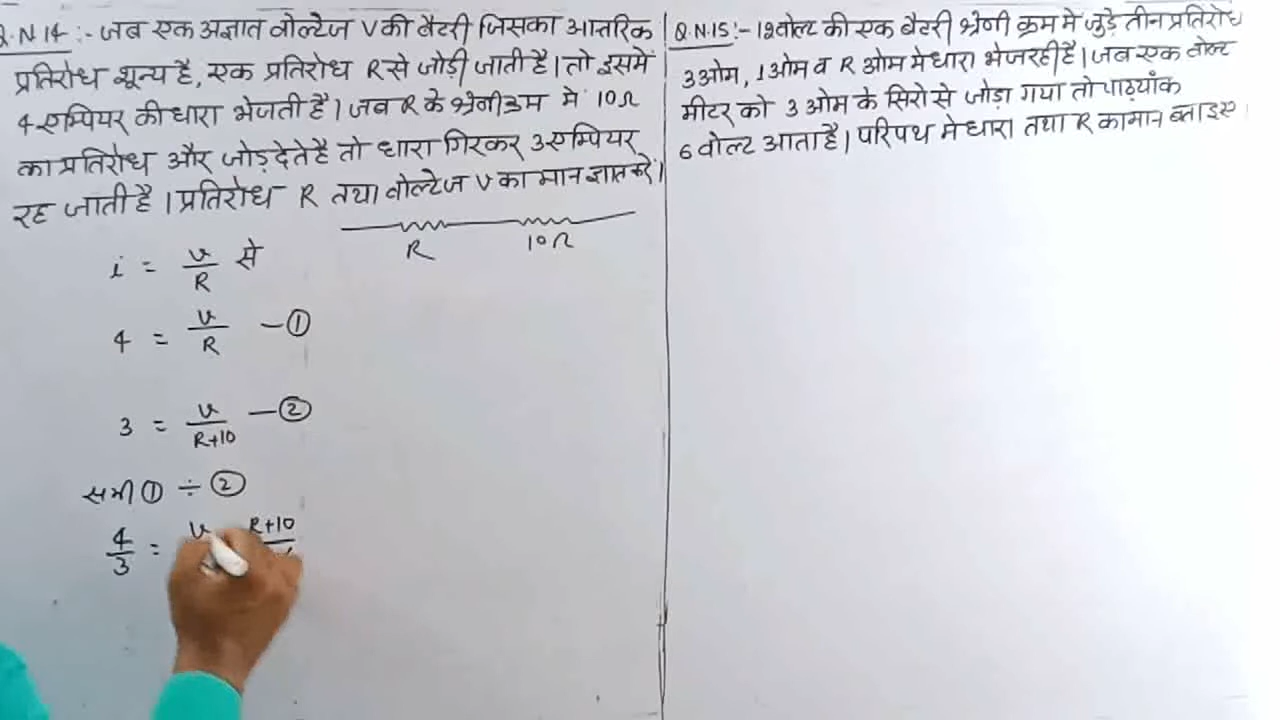 Q.N.14 :- जब एक अज्ञात वोल्टेज V की बैटरी जिसका आन्तरिक
प्रतिरोध शून्य है, एक प्रतिरोध R से जोड़ी जाती है। तो इसमें
4 एम्पियर की धारा भेजती है। जब R के श्रेणीक्रम मे 10Ω
का प्रतिरोध और जोड़ देते है तो धारा गिरकर 3 एम्पियर
रह जाती है। प्रतिरोध R तथा वोल्टेज V का मान ज्ञात करें।
R 10Ω
i = V/R से
4 = V/R —①
3 = V/R+10 —②
समी① ÷ ②
4/3 = V R+10
Q.N.15:- 12 वोल्ट की एक बैटरी श्रेणी क्रम मे जुड़े तीन प्रतिरोध
3 ओम, 1 ओम व R ओम मे धारा भेज रही है। जब एक वोल्ट
मीटर को 3 ओम के सिरो से जोड़ा गया तो पाठ्याँक
6 वोल्ट आता है। परिपथ मे धारा तथा R का मान बताइए।